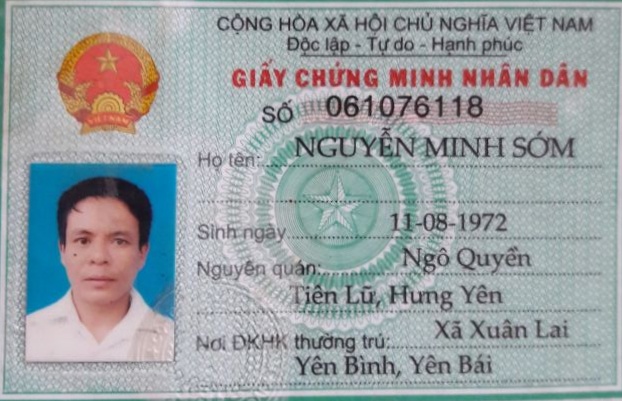 CỘNG HÒA XÃ HỘI CHỦ NGHĨA VIỆT NAM
Độc lập - Tự do - Hạnh phúc
GIẤY CHỨNG MINH NHÂN DÂN
SỐ 061076118
Họ tên: NGUYỄN MINH SỚM
Sinh ngày 11-08-1972
Nguyên quán: Ngô Quyền
Tiên Lữ, Hưng Yên
Nơi ĐKHK thường trú: Xã Xuân Lai
Yên Bình, Yên Bái
VIỆT NAM